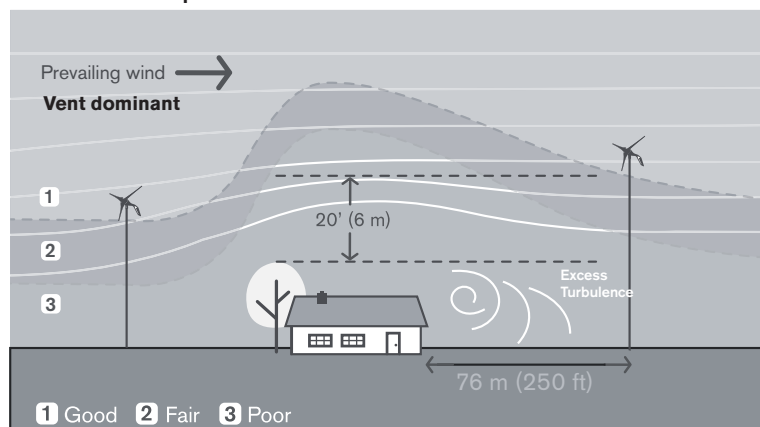 Prevailing wind
Vent dominant
1
20' (6 m)
2
Excess
Turbulence
3
76 m (250 ft)
1 Good 2 Fair 3 Poor